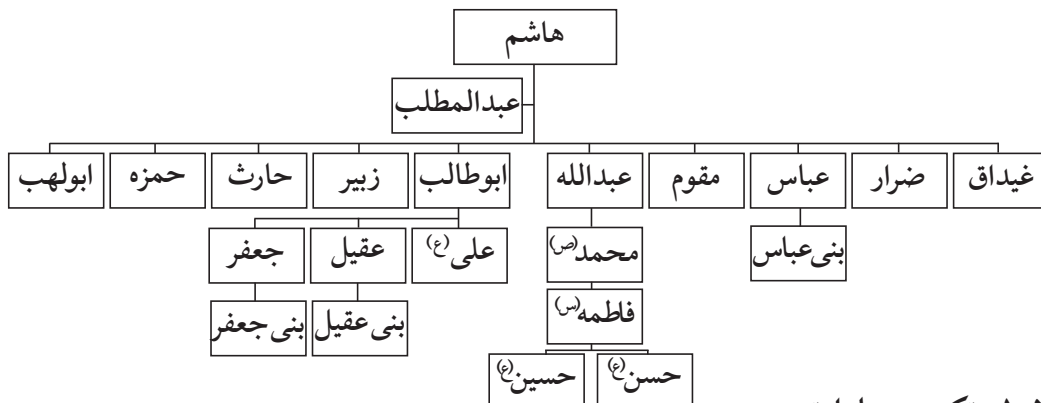 هاشم
عبدالمطلب
غیداق ضرار عباس مقوم عبدالله ابوطالب زبیر حارث حمزه ابولهب
بنی‌عباس محمد(ص) علی(ع) عقیل جعفر
فاطمه(س) بنی‌عقیل بنی‌جعفر
حسن(ع) حسین(ع)